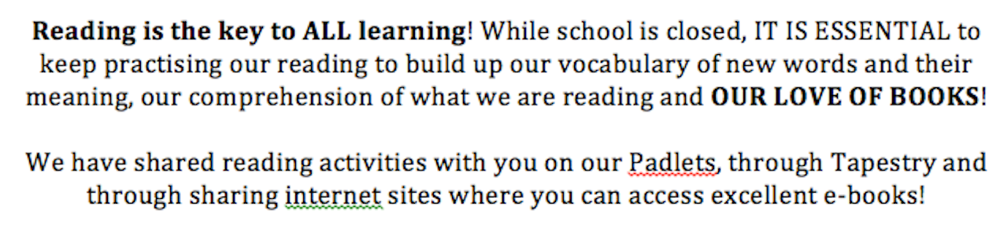 Reading is the key to ALL learning! While school is closed, IT IS ESSENTIAL to
keep practising our reading to build up our vocabulary of new words and their
meaning, our comprehension of what we are reading and OUR LOVE OF BOOKS!
We have shared reading activities with you on our Padlets, through Tapestry and
through sharing internet sites where you can access excellent e-books!